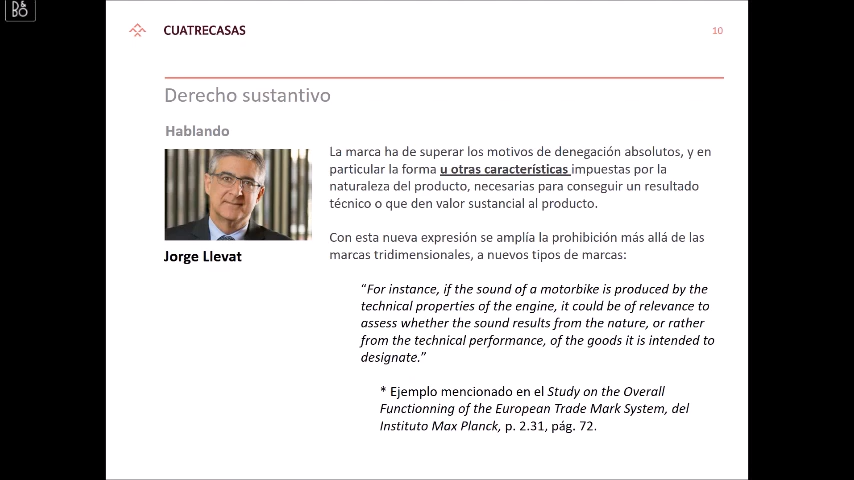 B&O
CUATRECASAS
10
Derecho sustantivo
Hablando
La marca ha de superar los motivos de denegación absolutos, y en
particular la forma u otras características impuestas por la
naturaleza del producto, necesarias para conseguir un resultado
técnico o que den valor sustancial al producto.
Jorge Llevat
Con esta nueva expresión se amplía la prohibición más allá de las
marcas tridimensionales, a nuevos tipos de marcas:
“For instance, if the sound of a motorbike is produced by the
technical properties of the engine, it could be of relevance to
assess whether the sound results from the nature, or rather
from the technical performance, of the goods it is intended to
designate.”
* Ejemplo mencionado en el Study on the Overall
Functionning of the European Trade Mark System, del
Instituto Max Planck, p. 2.31, pág. 72.